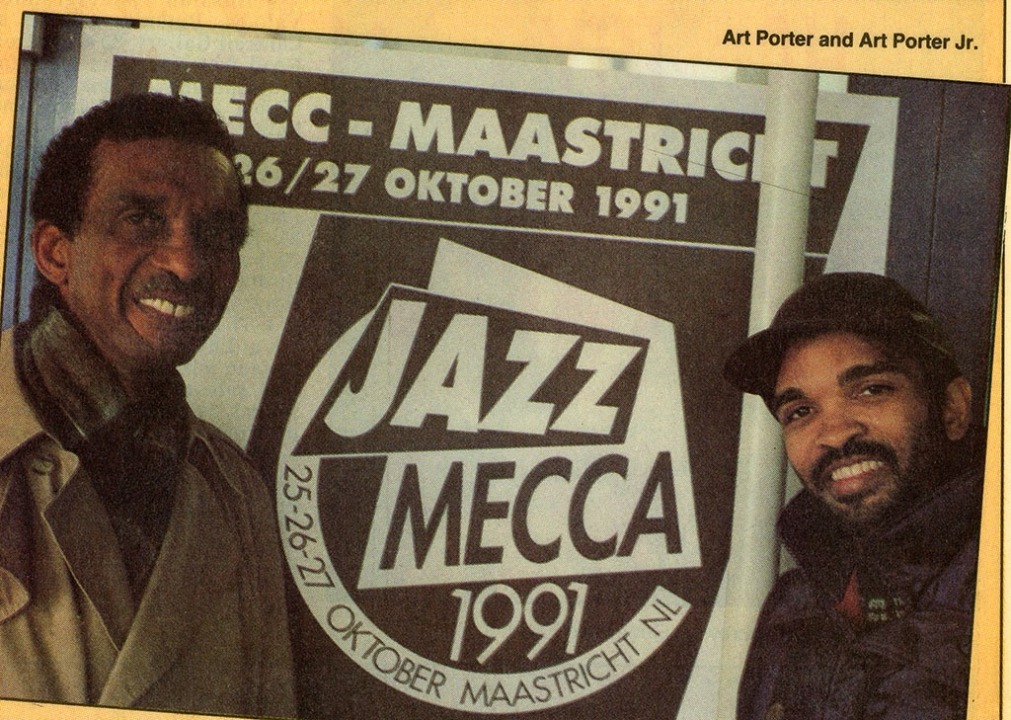 Art Porter and Art Porter Jr.
MECC - MAASTRICHT
26/27 OKTOBER 1991
JAZZ
MECCA
1991
25-26-27 OKTOBER MAASTRICHT NL